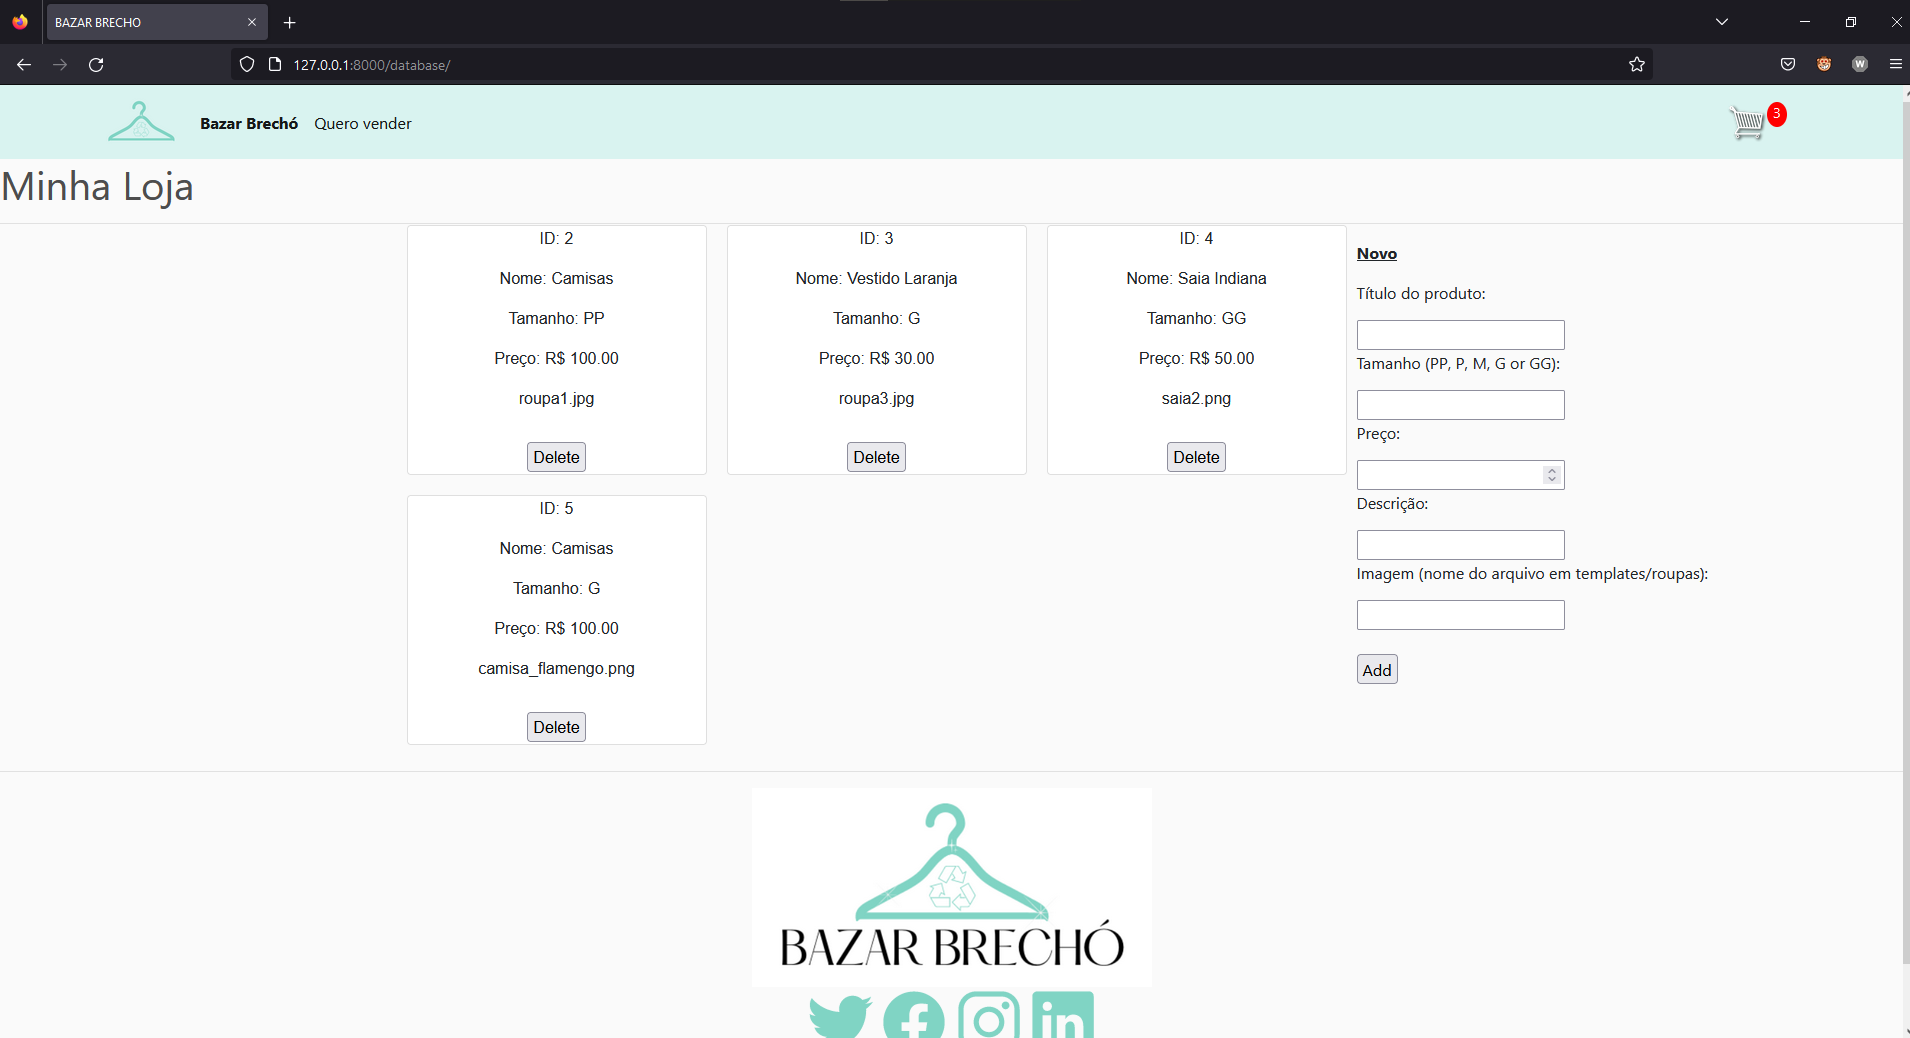 BAZAR BRECHO
127.0.0.1:8000/database/
W
Bazar Brechó Quero vender
3
Minha Loja
ID: 2
Nome: Camisas
Tamanho: PP
Preço: R$ 100.00
roupa1.jpg
Delete
ID: 3
Nome: Vestido Laranja
Tamanho: G
Preço: R$ 30.00
roupa3.jpg
Delete
ID: 4
Nome: Saia Indiana
Tamanho: GG
Preço: R$ 50.00
saia2.png
Delete
ID: 5
Nome: Camisas
Tamanho: G
Preço: R$ 100.00
camisa_flamengo.png
Delete
Novo
Título do produto:
Tamanho (PP, P, M, G or GG):
Preço:
Descrição:
Imagem (nome do arquivo em templates/roupas):
Add
BAZAR BRECHÓ
in